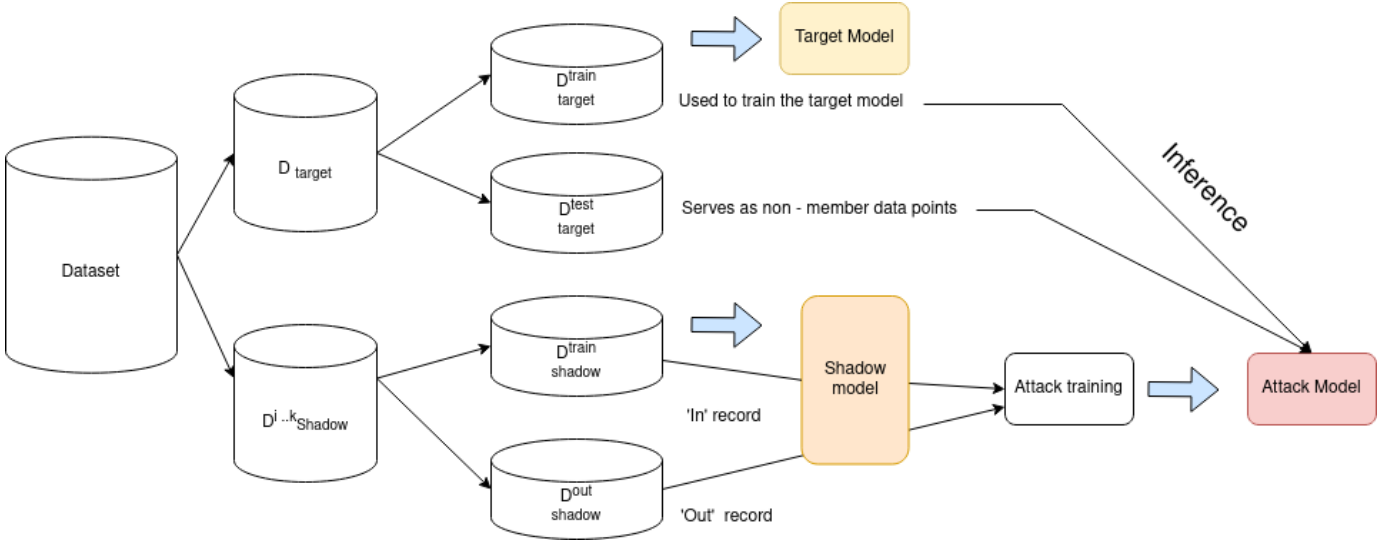 Dataset
D target
D^i ..k Shadow
D^train
target
Target Model
Used to train the target model
D^test
target
Serves as non - member data points
Inference
D^train
shadow
'In' record
D^out
shadow
'Out' record
Shadow
model
Attack training
Attack Model